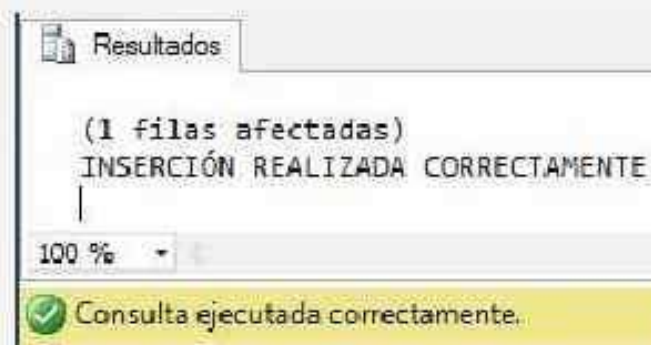 Resultados
(1 filas afectadas)
INSERCIÓN REALIZADA CORRECTAMENTE
100 %
Consulta ejecutada correctamente.